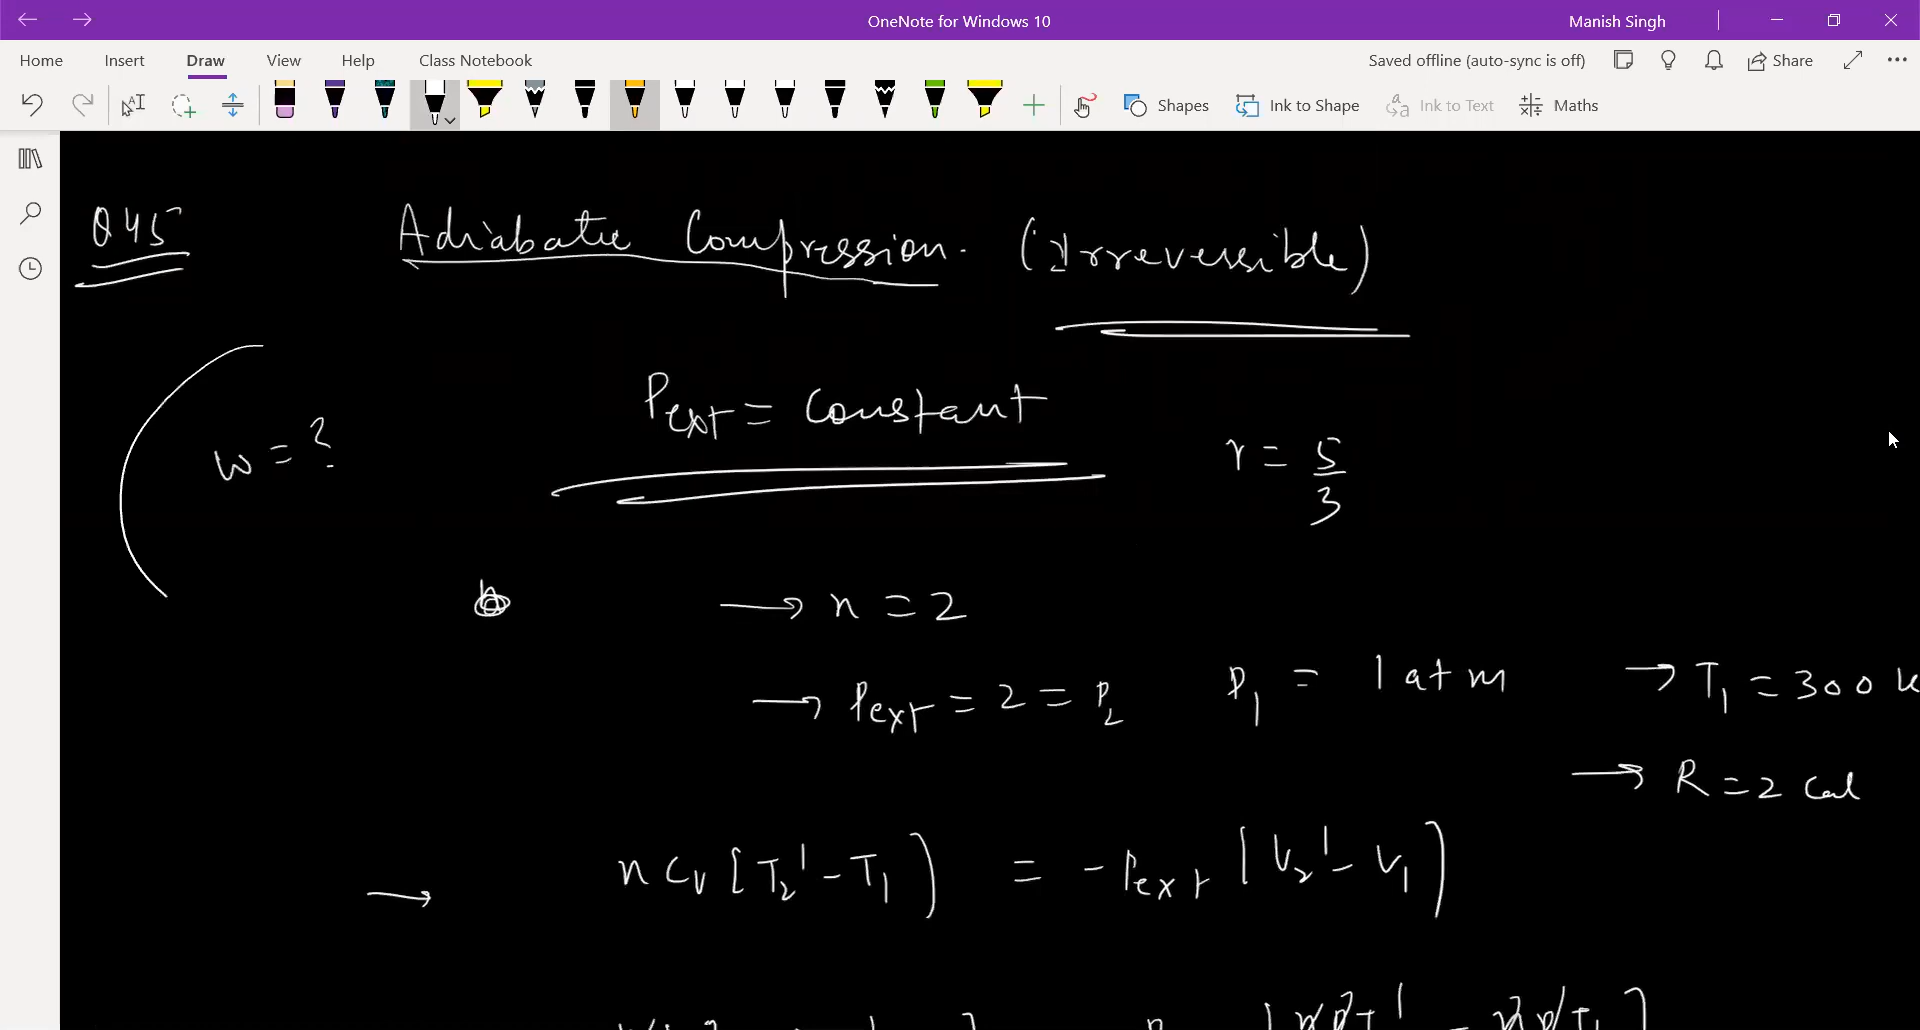 OneNote for Windows 10
Manish Singh
Home Insert Draw View Help Class Notebook
Saved offline (auto-sync is off) Share
Shapes Ink to Shape Ink to Text Maths
Q45 Adiabatic Compression. (Irreversible)
w = ? Pext = constant
γ = 5/3
→ n = 2
→ Pext = 2 = P₂ P₁ = 1 atm → T₁ = 300 K
→ R = 2 Cal
→ n Cv [T₂' - T₁] = - Pext [V₂' - V₁]